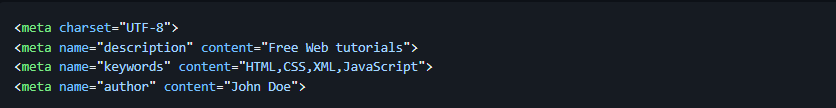 <meta charset="UTF-8">
<meta name="description" content="Free Web tutorials">
<meta name="keywords" content="HTML,CSS,XML,JavaScript">
<meta name="author" content="John Doe">